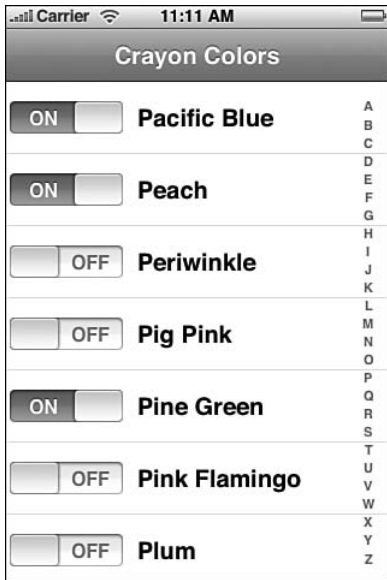 Carrier 11:11 AM
Crayon Colors
ON Pacific Blue
ON Peach
OFF Periwinkle
OFF Pig Pink
ON Pine Green
OFF Pink Flamingo
OFF Plum
A
B
C
D
E
F
G
H
I
J
K
L
M
N
O
P
Q
R
S
T
U
V
W
X
Y
Z